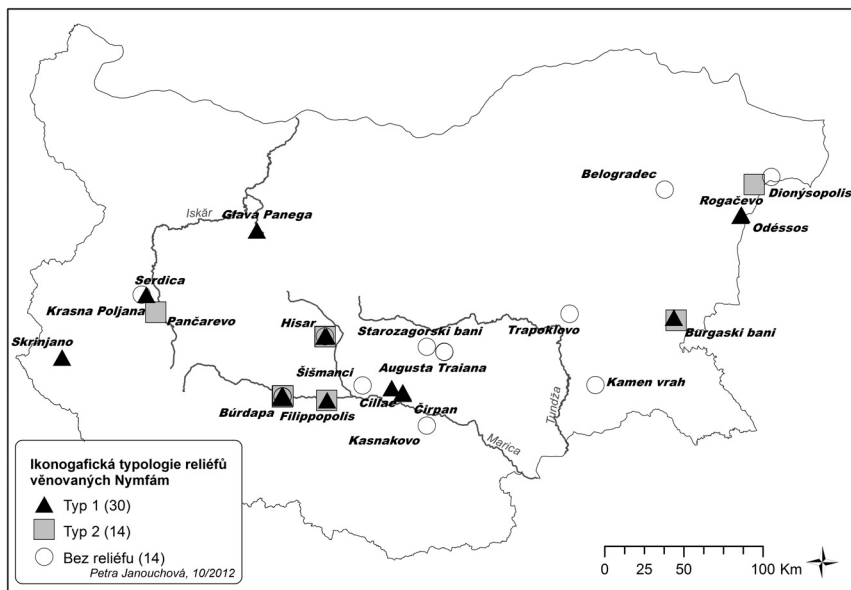 Belogradec
Dionýsopolis
Rogačevo
Odéssos
Glava Panega
Iskăr
Serdica
Krasna Poljana
Pančarevo
Skrinjano
Hisar
Starozagorski bani
Trapoklovo
Burgaski bani
Šišmanci
Augusta Traiana
Kamen vrah
Cillae
Čirpan
Búrdapa
Filippopolis
Kasnakovo
Marica
Tundža
Ikonogafická typologie reliéfů
věnovaných Nymfám
Typ 1 (30)
Typ 2 (14)
Bez reliéfu (14)
Petra Janouchová, 10/2012
0 25 50 100 Km